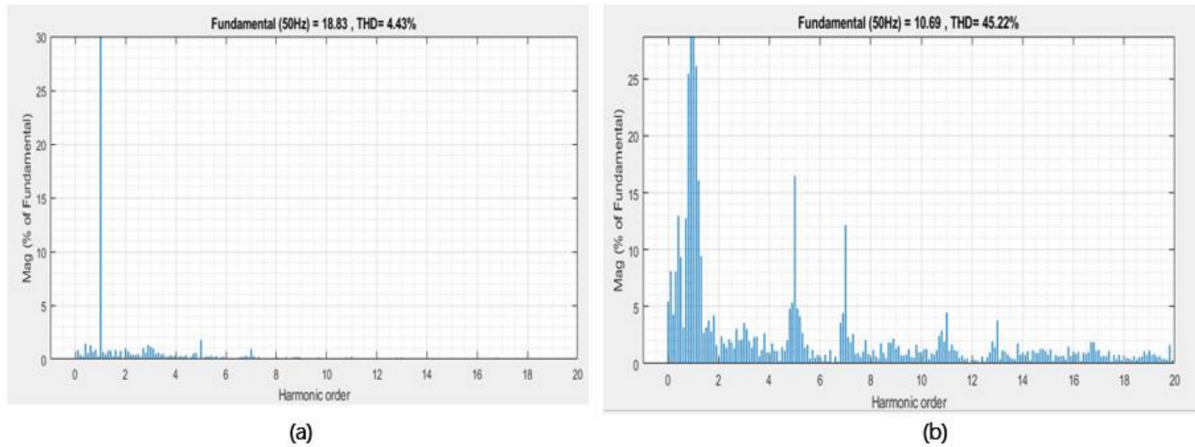 Fundamental (50Hz) = 18.83 , THD= 4.43%
30
25
20
15
10
5
0
Mag (% of Fundamental)
0 2 4 6 8 10 12 14 16 18 20
Harmonic order
(a)
Fundamental (50Hz) = 10.69 , THD= 45.22%
25
20
15
10
5
0
Mag (% of Fundamental)
0 2 4 6 8 10 12 14 16 18 20
Harmonic order
(b)